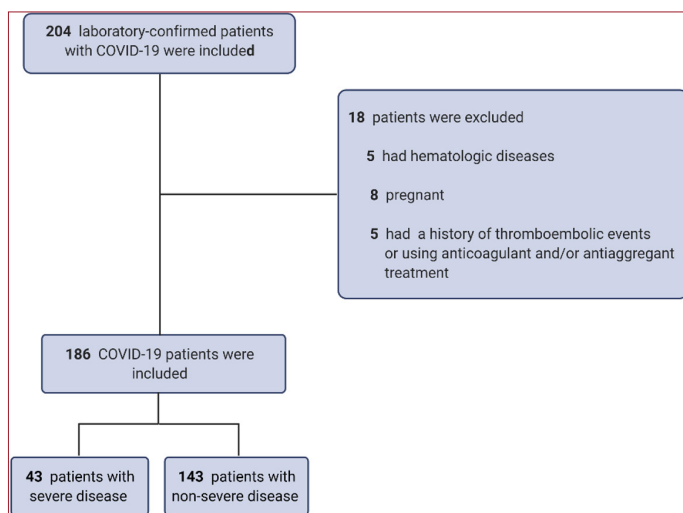 204 laboratory-confirmed patients
with COVID-19 were included
18 patients were excluded
5 had hematologic diseases
8 pregnant
5 had a history of thromboembolic events
or using anticoagulant and/or antiaggregant
treatment
186 COVID-19 patients were
included
43 patients with
severe disease
143 patients with
non-severe disease